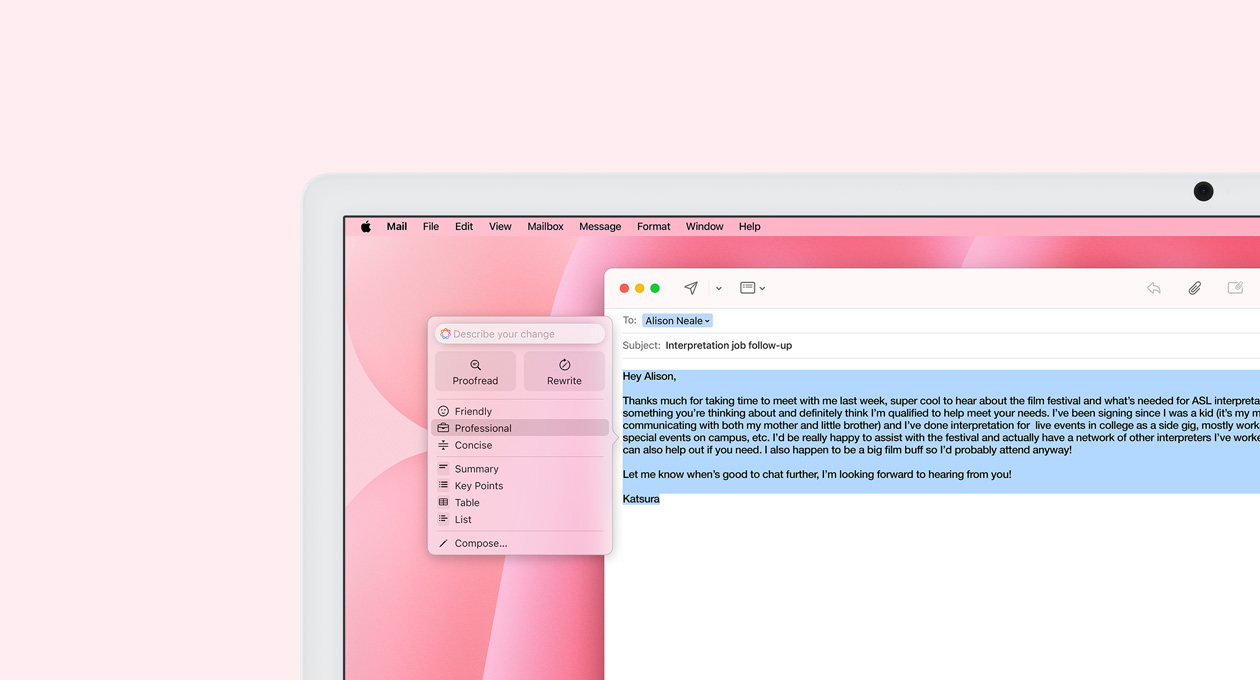 Mail File Edit View Mailbox Message Format Window Help
To: Alison Neale
Subject: Interpretation job follow-up
Describe your change
Proofread Rewrite
Friendly
Professional
Concise
Summary
Key Points
Table
List
Compose...
Hey Alison,
Thanks much for taking time to meet with me last week, super cool to hear about the film festival and what’s needed for ASL
something you’re thinking about and definitely think I’m qualified to help meet your needs. I’ve been signing since I was a kid (it’s my
communicating with both my mother and little brother) and I’ve done interpretation for live events in college as a side gig, mostly
special events on campus, etc. I’d be really happy to assist with the festival and actually have a network of other interpreters I’ve
can also help out if you need. I also happen to be a big film buff so I’d probably attend anyway!
Let me know when’s good to chat further, I’m looking forward to hearing from you!
Katsura